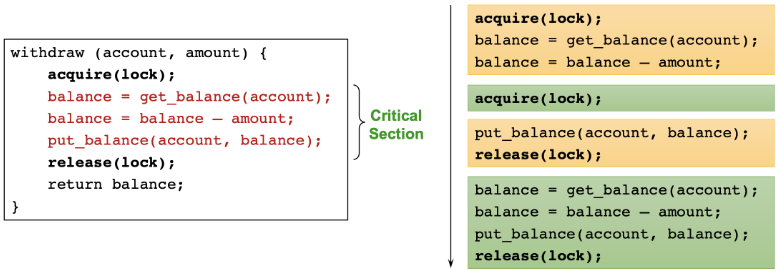 withdraw (account, amount) {
acquire(lock);
balance = get_balance(account);
balance = balance – amount;
put_balance(account, balance);
release(lock);
return balance;
}
Critical
Section
acquire(lock);
balance = get_balance(account);
balance = balance – amount;
acquire(lock);
put_balance(account, balance);
release(lock);
balance = get_balance(account);
balance = balance – amount;
put_balance(account, balance);
release(lock);